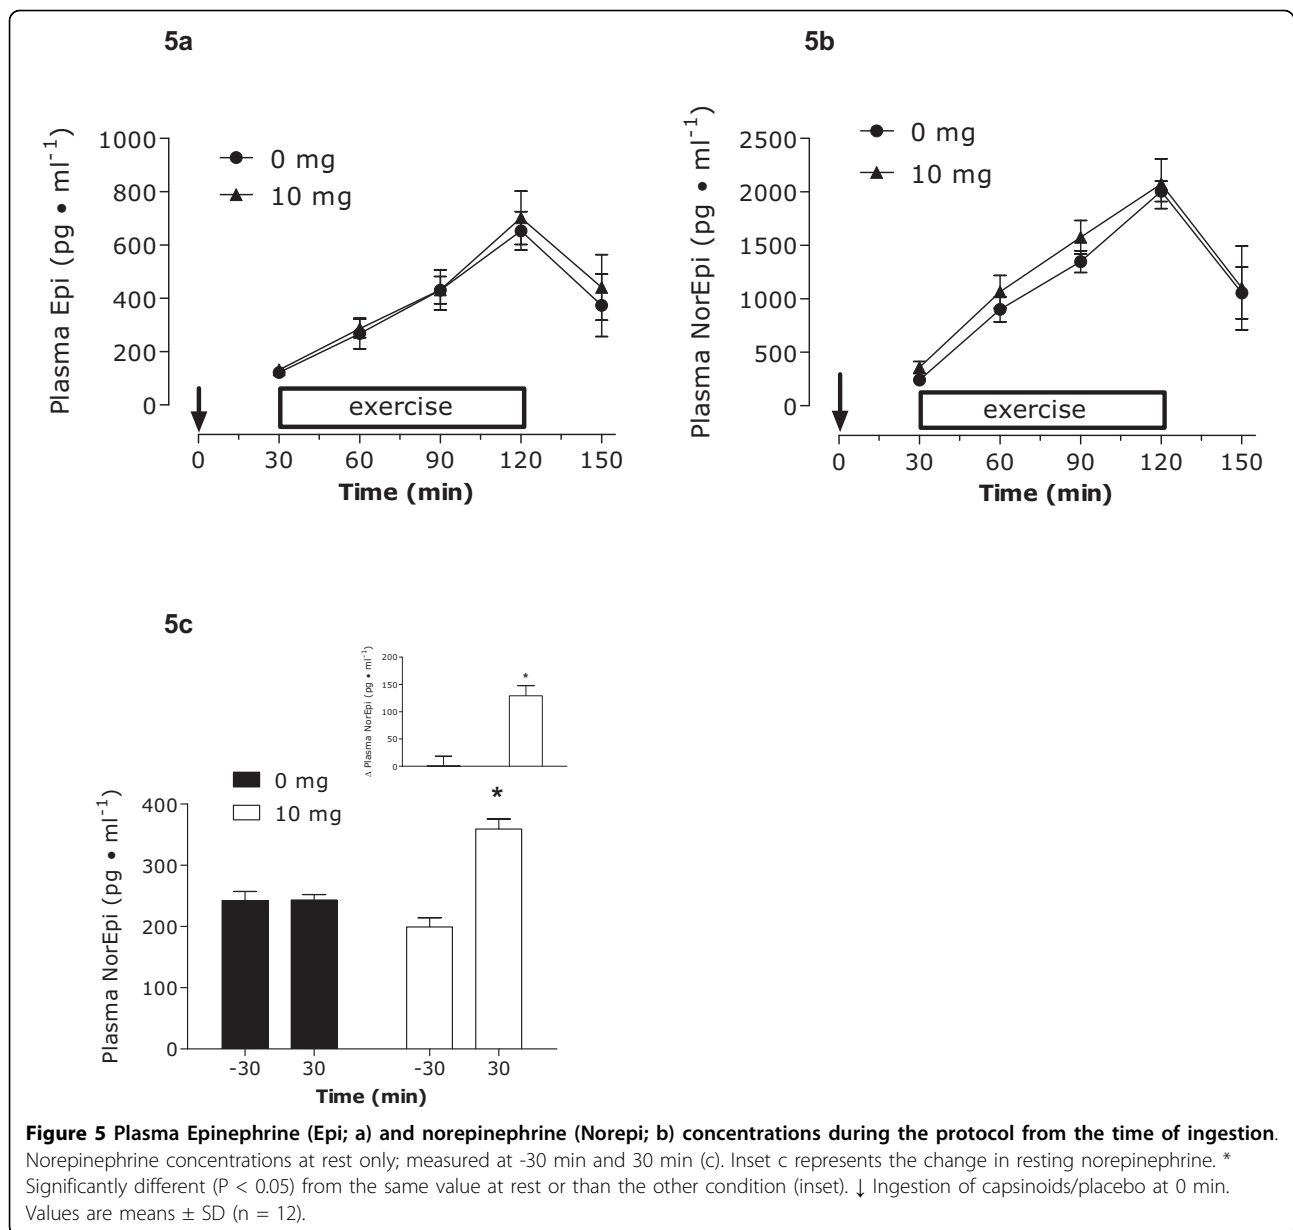 5a
Plasma Epi (pg • ml⁻¹)
1000
800
600
400
200
0
0 mg
10 mg
exercise
0 30 60 90 120 150
Time (min)
5b
Plasma NorEpi (pg • ml⁻¹)
2500
2000
1500
1000
500
0
0 mg
10 mg
exercise
0 30 60 90 120 150
Time (min)
5c
Δ Plasma NorEpi (pg • ml⁻¹)
200
150
100
50
0
*
0 mg
10 mg
Plasma NorEpi (pg • ml⁻¹)
400
300
200
100
0
*
-30 30 -30 30
Time (min)
Figure 5 Plasma Epinephrine (Epi; a) and norepinephrine (Norepi; b) concentrations during the protocol from the time of ingestion.
Norepinephrine concentrations at rest only; measured at -30 min and 30 min (c). Inset c represents the change in resting norepinephrine. *
Significantly different (P < 0.05) from the same value at rest or than the other condition (inset). ↓ Ingestion of capsinoids/placebo at 0 min.
Values are means ± SD (n = 12).